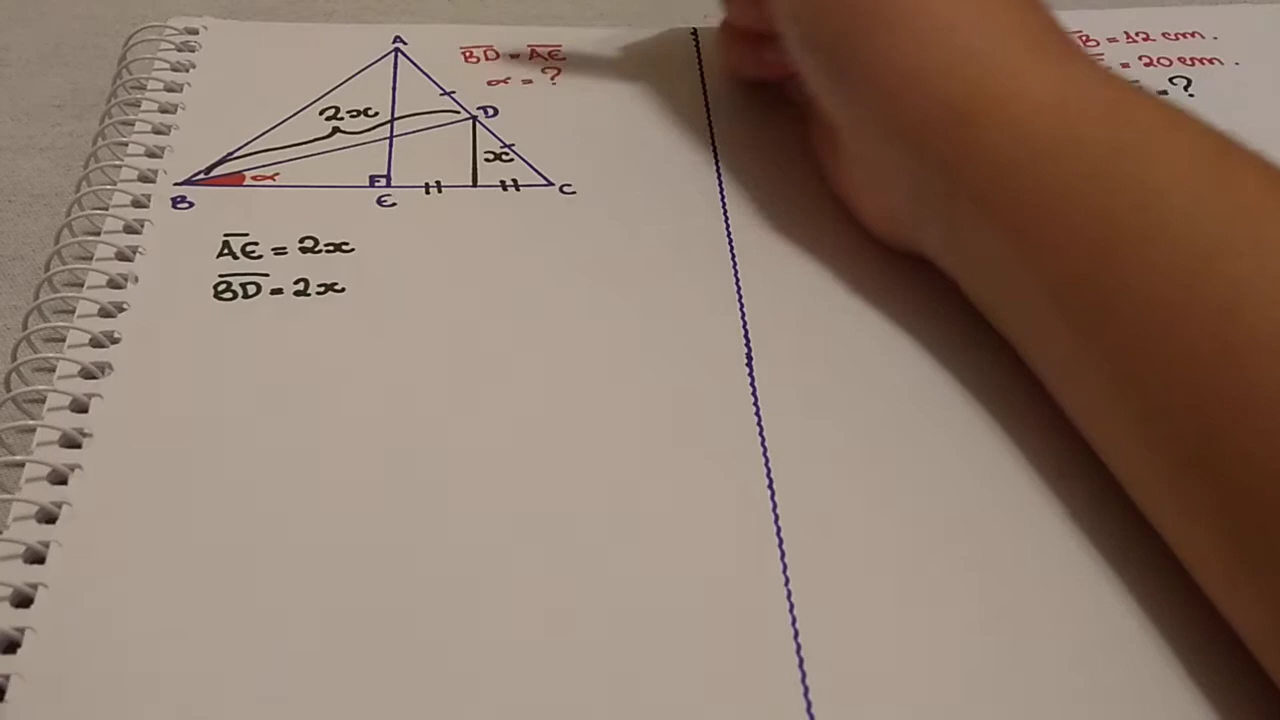 A
BD = AE
α = ?
2x
D
x
α
B
E
C
AE = 2x
BD = 2x
B = 12 cm.
= 20 cm.
= ?